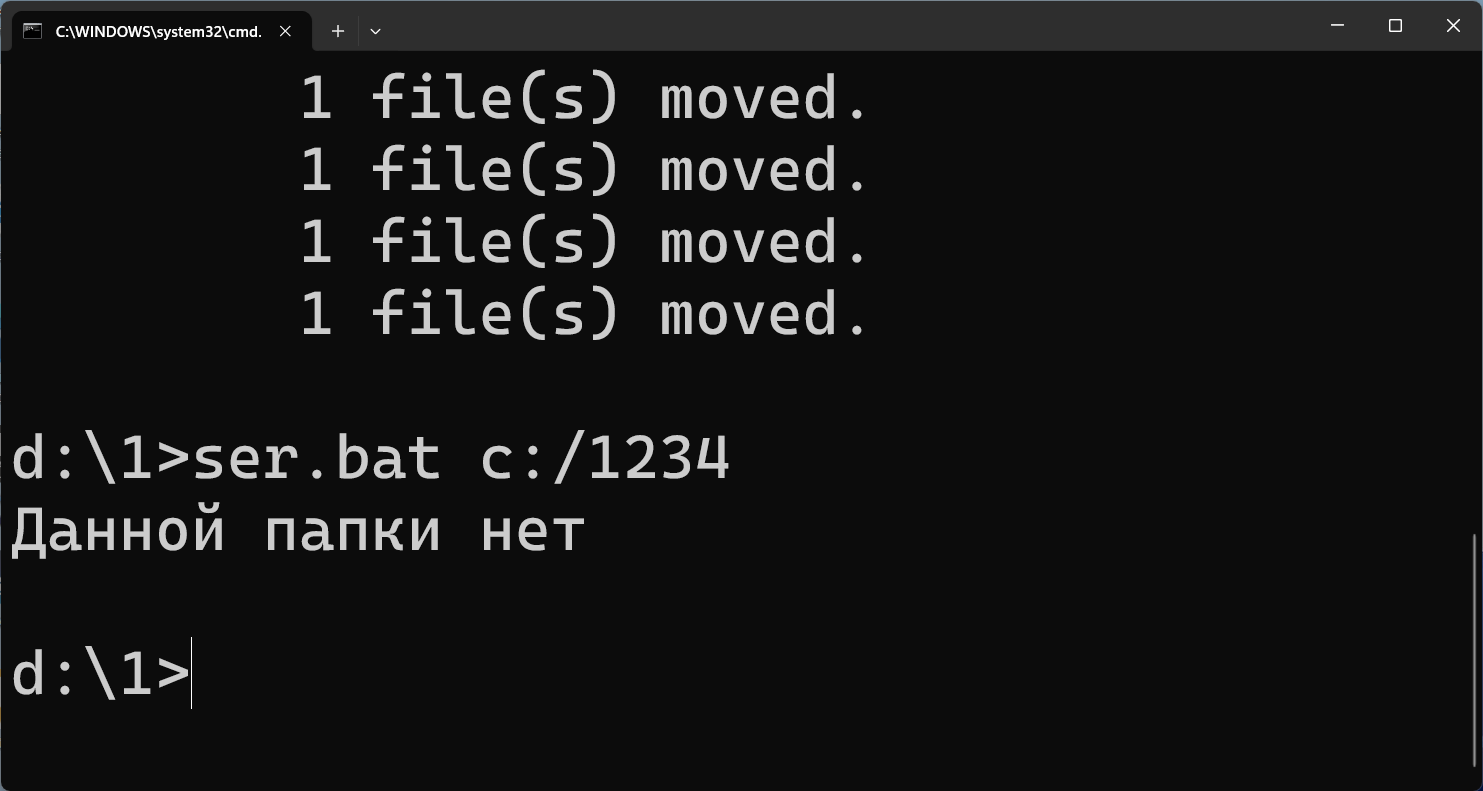 C:\WINDOWS\system32\cmd.
1 file(s) moved.
1 file(s) moved.
1 file(s) moved.
1 file(s) moved.
d:\1>ser.bat c:/1234
Данной папки нет
d:\1>